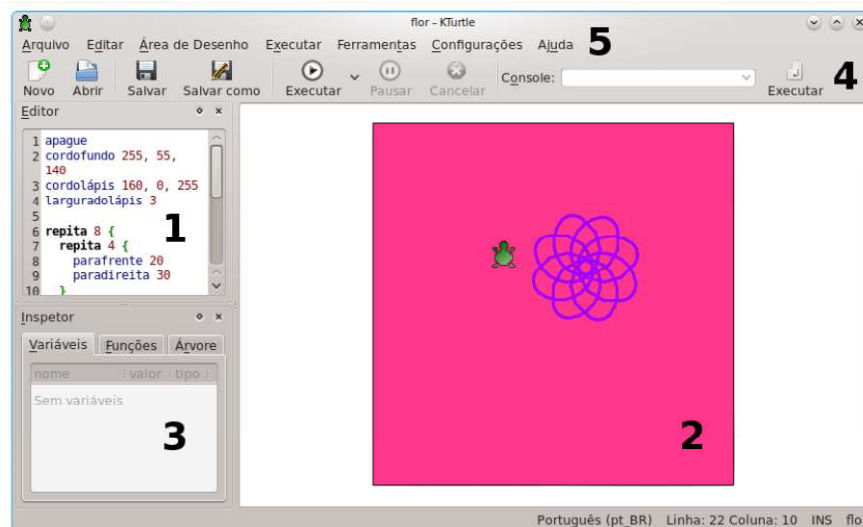 flor - KTurtle
Arquivo Editar Área de Desenho Executar Ferramentas Configurações Ajuda 5
Novo Abrir Salvar Salvar como Executar Pausar Cancelar Console: Executar 4
Editor
1 apague
2 cordofundo 255, 55,
140
3 cordolápis 160, 0, 255
4 larguradolápis 3
5
6 repita 8 {
7 repita 4 {
8 parafrente 20
9 paradireita 30
10 }
1
Inspetor
Variáveis Funções Árvore
nome valor tipo
Sem variáveis
3
2
Português (pt_BR) Linha: 22 Coluna: 10 INS flo